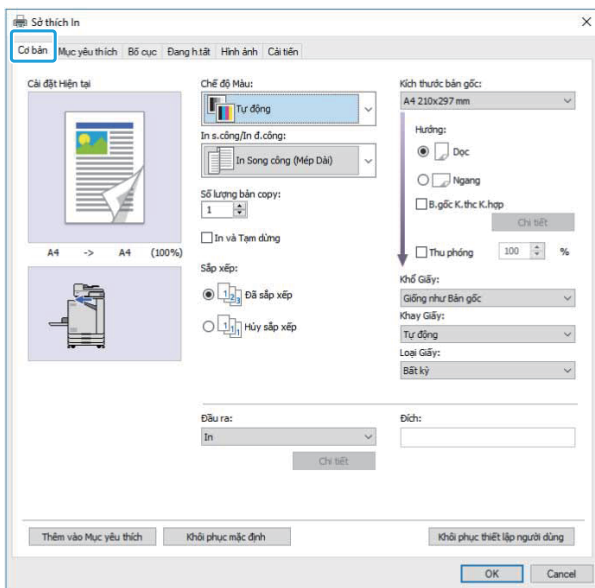 Sở thích In
Cơ bản Mục yêu thích Bố cục Đang h.tất Hình ảnh Cải tiến
Cài đặt Hiện tại
A4 -> A4 (100%)
Chế độ Màu:
Tự động
In s.công/In đ.công:
In Song công (Mép Dài)
Số lượng bản copy:
1
In và Tạm dừng
Sắp xếp:
Đã sắp xếp
Hủy sắp xếp
Kích thước bản gốc:
A4 210x297 mm
Hướng:
Dọc
Ngang
B.gốc K.thc K.hợp
Chi tiết
Thu phóng 100 %
Khổ Giấy:
Giống như Bản gốc
Khay Giấy:
Tự động
Loại Giấy:
Bất kỳ
Đầu ra:
In
Chi tiết
Đích:
Thêm vào Mục yêu thích Khôi phục mặc định Khôi phục thiết lập người dùng
OK Cancel